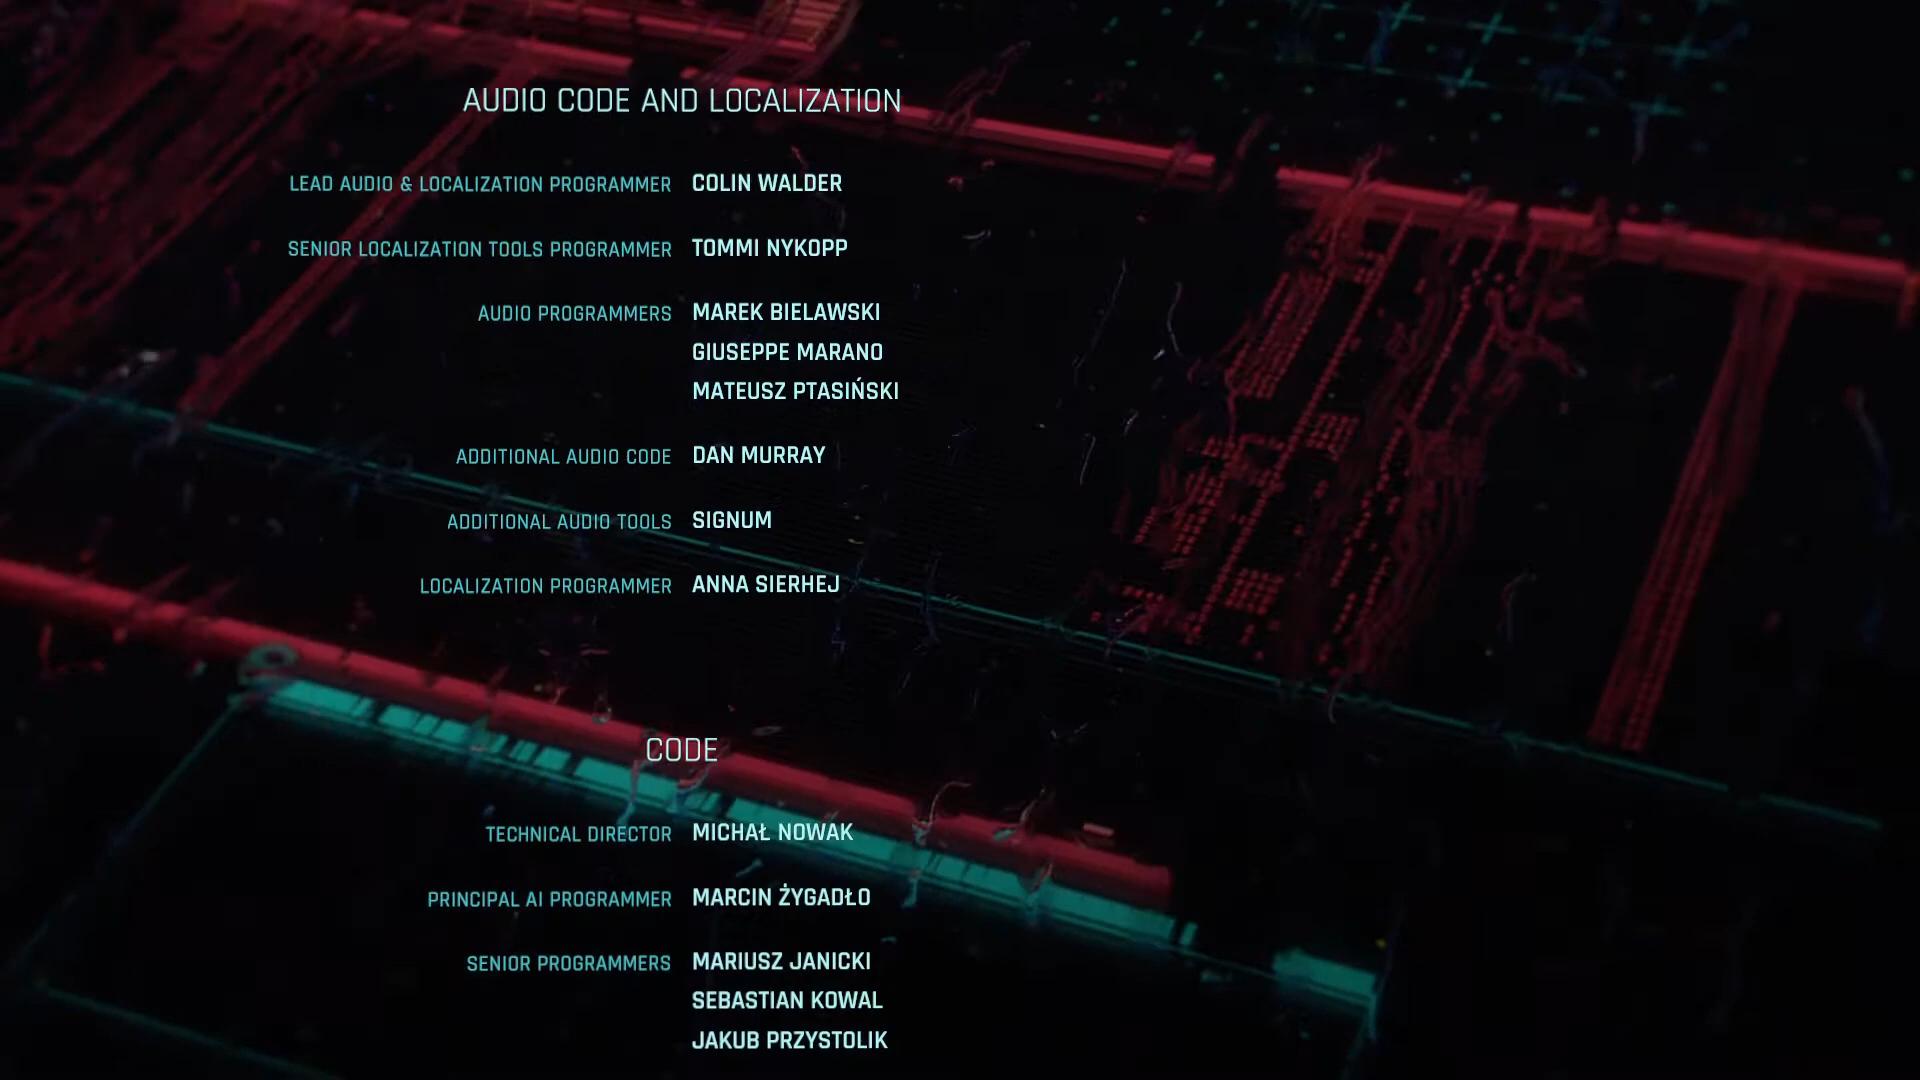 AUDIO CODE AND LOCALIZATION
LEAD AUDIO & LOCALIZATION PROGRAMMER COLIN WALDER
SENIOR LOCALIZATION TOOLS PROGRAMMER TOMMI NYKOPP
AUDIO PROGRAMMERS MAREK BIELAWSKI
GIUSEPPE MARANO
MATEUSZ PTASIŃSKI
ADDITIONAL AUDIO CODE DAN MURRAY
ADDITIONAL AUDIO TOOLS SIGNUM
LOCALIZATION PROGRAMMER ANNA SIERHEJ
CODE
TECHNICAL DIRECTOR MICHAŁ NOWAK
PRINCIPAL AI PROGRAMMER MARCIN ŻYGADŁO
SENIOR PROGRAMMERS MARIUSZ JANICKI
SEBASTIAN KOWAL
JAKUB PRZYSTOLIK